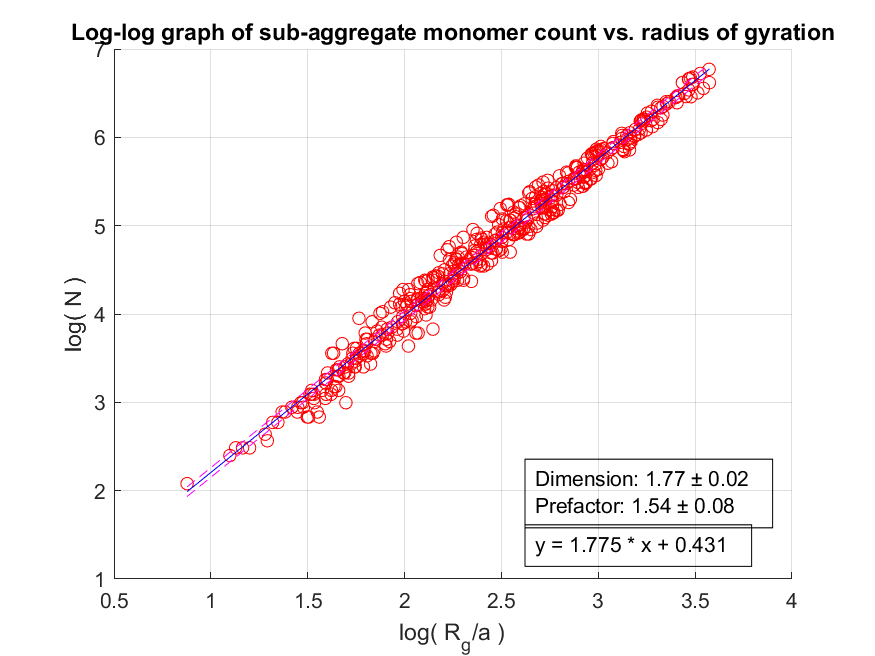 Log-log graph of sub-aggregate monomer count vs. radius of gyration
7
6
5
4
3
2
1
log( N )
Dimension: 1.77 ± 0.02
Prefactor: 1.54 ± 0.08
y = 1.775 * x + 0.431
0.5 1 1.5 2 2.5 3 3.5 4
log( R_g/a )